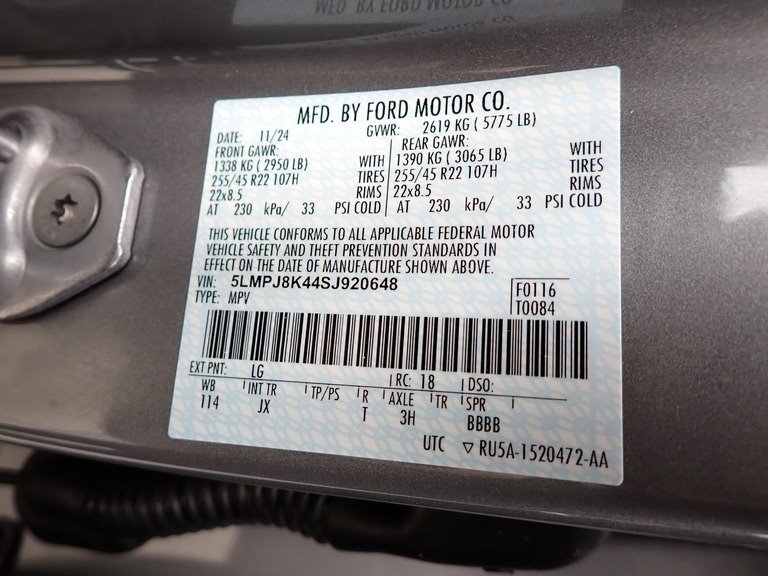 MFD. BY FORD MOTOR CO.
DATE: 11/24 GVWR: 2619 KG ( 5775 LB)
FRONT GAWR: REAR GAWR:
1338 KG ( 2950 LB) WITH 1390 KG ( 3065 LB) WITH
255/45 R22 107H TIRES 255/45 R22 107H TIRES
22x8.5 RIMS 22x8.5 RIMS
AT 230 kPa/ 33 PSI COLD AT 230 kPa/ 33 PSI COLD
THIS VEHICLE CONFORMS TO ALL APPLICABLE FEDERAL MOTOR
VEHICLE SAFETY AND THEFT PREVENTION STANDARDS IN
EFFECT ON THE DATE OF MANUFACTURE SHOWN ABOVE.
VIN: 5LMPJ8K44SJ920648 F0116
TYPE: MPV T0084
EXT PNT: LG RC: 18 DSO:
WB INT TR TP/PS R AXLE TR SPR
114 JX T 3H BBBB
UTC ▽ RU5A-1520472-AA